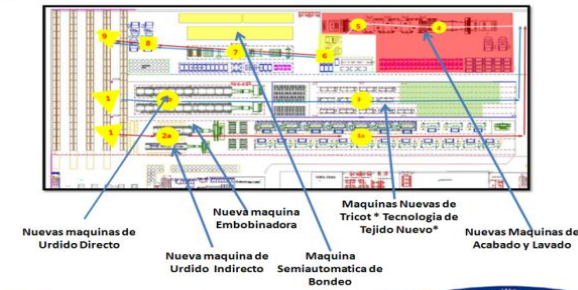 9
8
7
6
5
4
1
3
1
2a
3a
Nuevas maquinas de
Urdido Directo
Nueva maquina
Embobinadora
Nueva maquina de
Urdido Indirecto
Maquina
Semiautomatica de
Bondeo
Maquinas Nuevas de
Tricot * Tecnologia de
Tejido Nuevo*
Nuevas Maquinas de
Acabado y Lavado